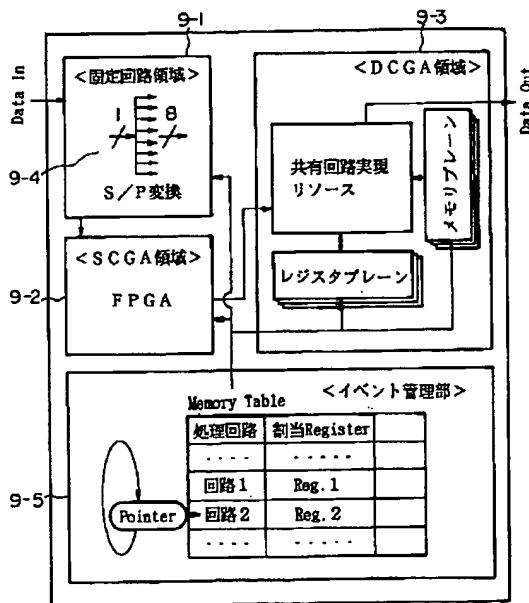 9-1
9-3
<固定回路領域>
<DCGA領域>
Data In
Data Out
1
8
9-4
S/P変換
共有回路実現
リソース
メモリプレーン
<SCGA領域>
FPGA
9-2
レジスタプレーン
<イベント管理部>
Memory Table
処理回路
割当Register
- - - -
- - - - -
回路1
Reg.1
9-5
Pointer
回路2
Reg.2
- - - -
- - - - -